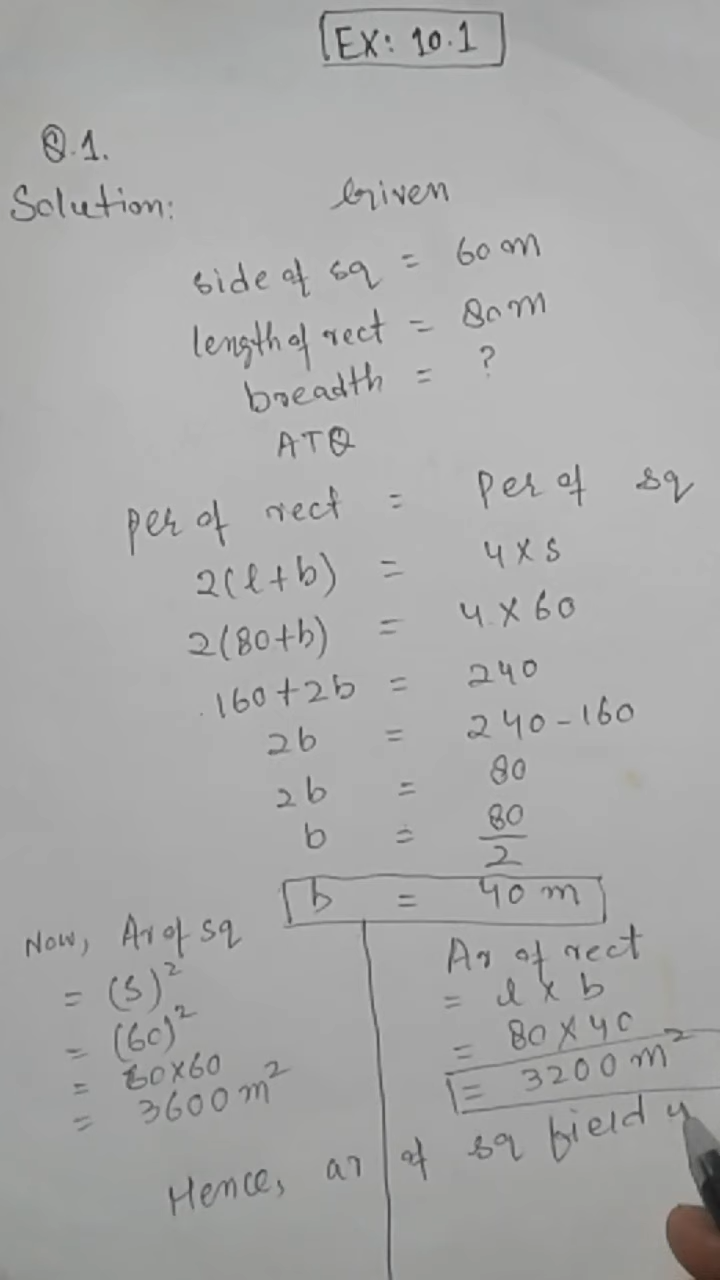 EX: 10.1
Q.1.
Solution: Given
side of sq = 60 m
length of rect = 80 m
breadth = ?
ATQ
Per of rect = Per of sq
2(l+b) = 4 × s
2(80+b) = 4 × 60
160+2b = 240
2b = 240-160
2b = 80
b = 80/2
b = 40 m
Now, Ar of sq
= (s)²
= (60)²
= 60×60
= 3600 m²
Ar of rect
= l × b
= 80 × 40
= 3200 m²
Hence, ar of sq field